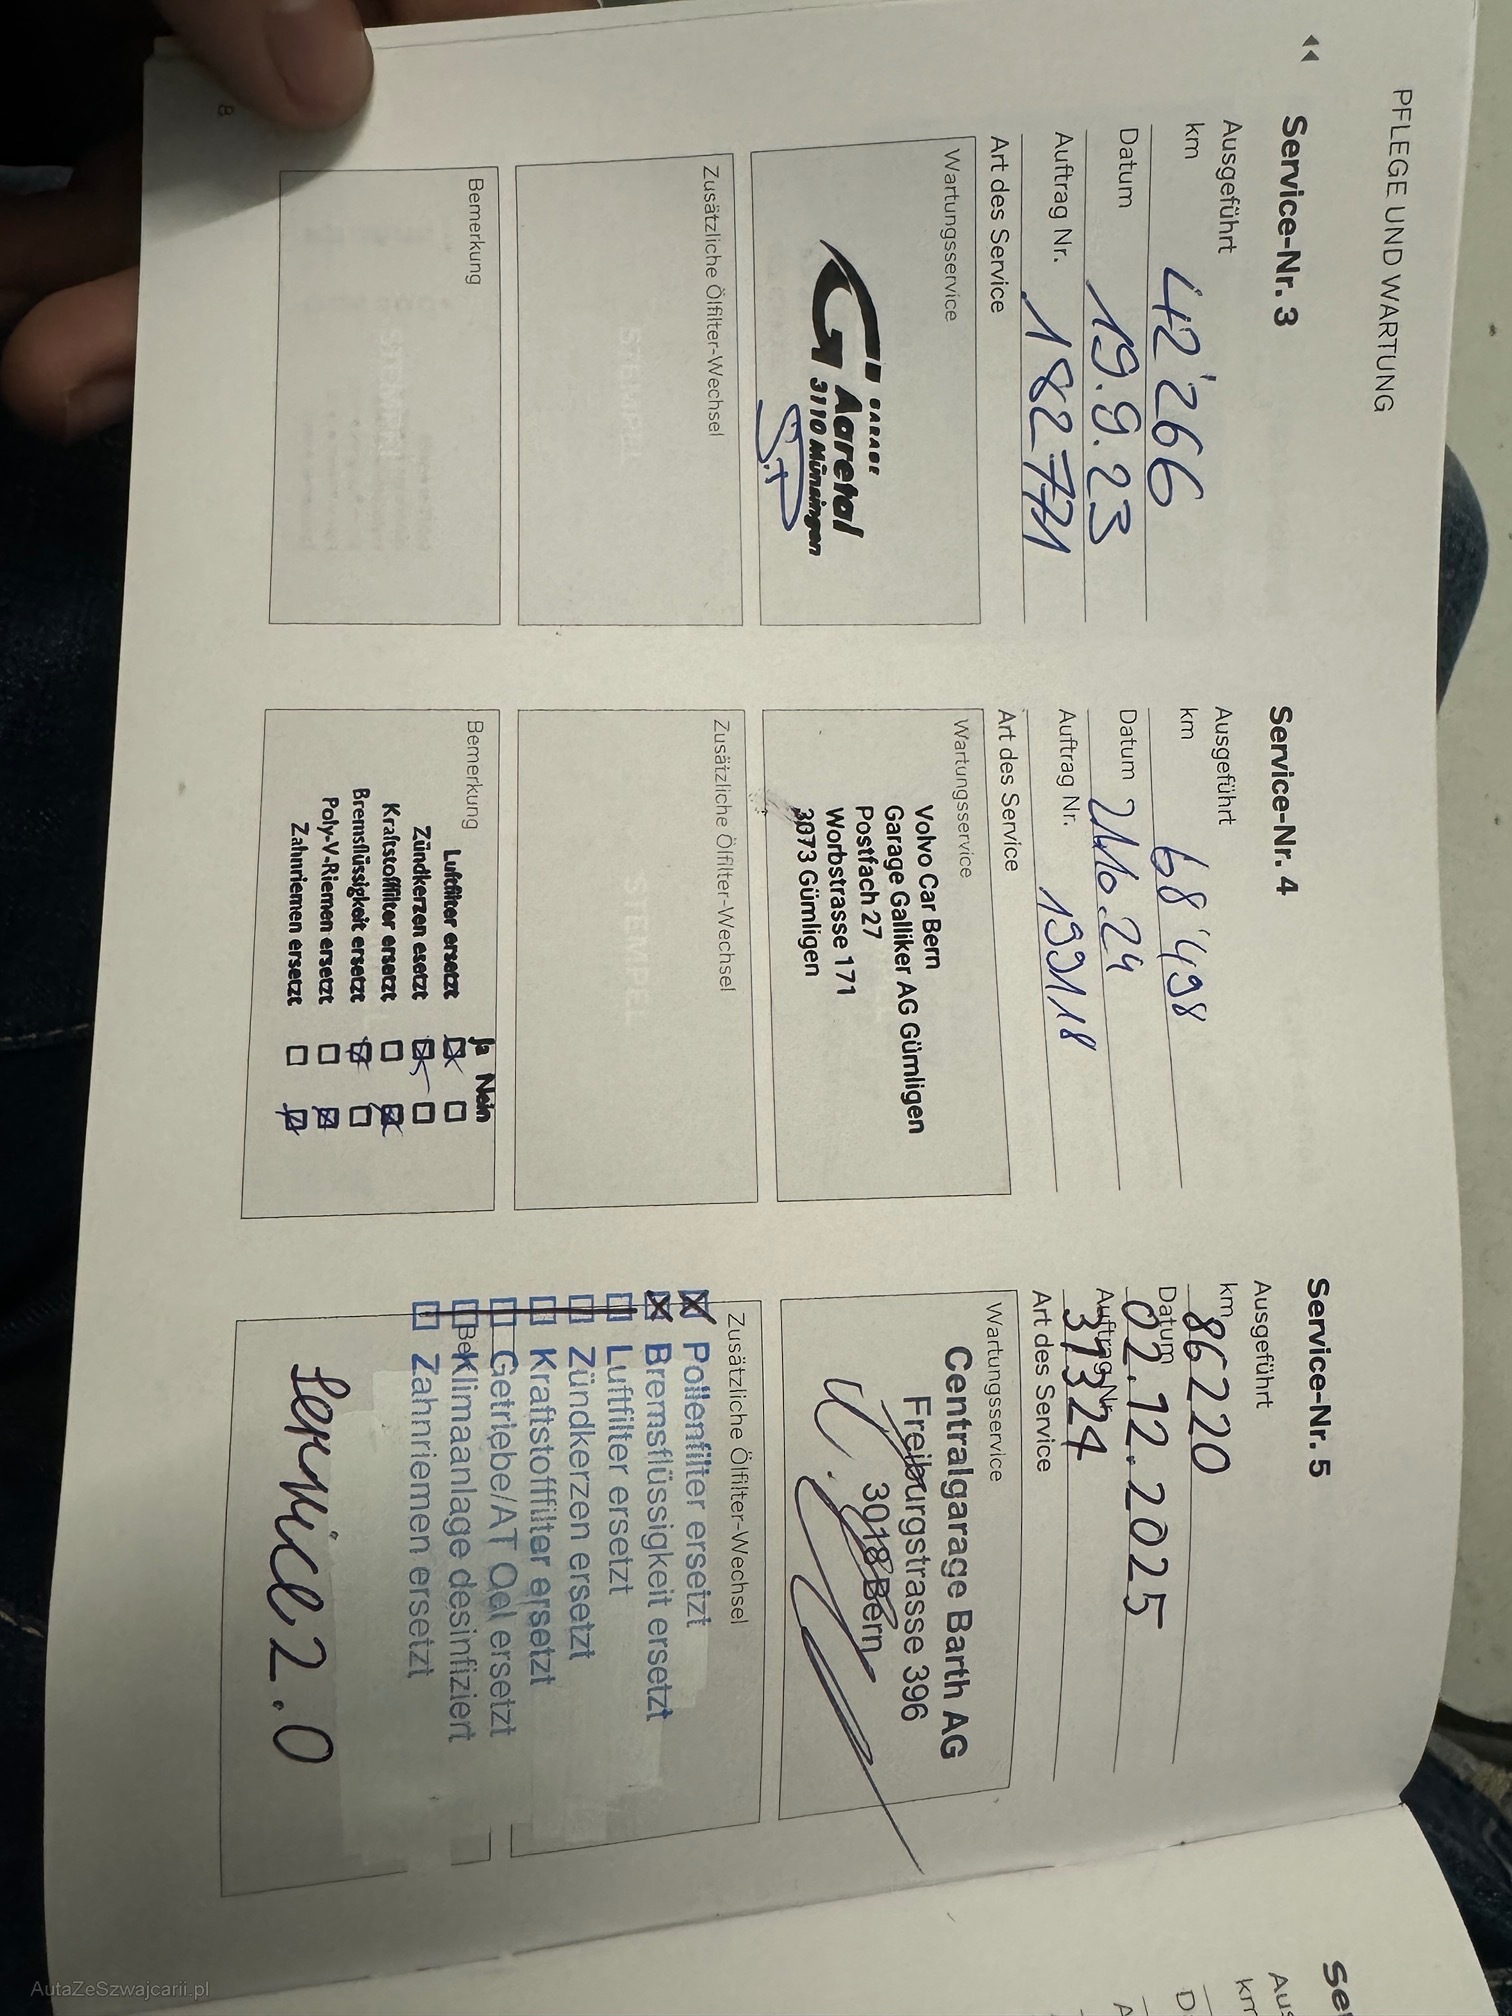 PFLEGE UND WARTUNG
Service-Nr. 3
Ausgeführt
km 42'266
Datum 19.9.23
Auftrag Nr. 182771
Art des Service
Wartungsservice
GARAGE
Aaretal
3110 Münsingen
Zusätzliche Ölfilter-Wechsel
STEMPEL
Bemerkung
STEMPEL
8
Service-Nr. 4
Ausgeführt
km 68'498
Datum 21.10.24
Auftrag Nr. 199118
Art des Service
Wartungsservice
Volvo Car Bern
Garage Galliker AG Gümligen
Postfach 27
Worbstrasse 171
3073 Gümligen
Zusätzliche Ölfilter-Wechsel
STEMPEL
Bemerkung
Ja Nein
Luftfilter ersetzt
Zündkerzen esetzt
Kraftstofffilter ersetzt
Bremsflüssigkeit ersetzt
Poly-V-Riemen ersetzt
Zahnriemen ersetzt
Service-Nr. 5
Ausgeführt
km 86220
Datum 02.12.2025
Auftrag Nr. 37324
Art des Service
Wartungsservice
Centralgarage Barth AG
Freiburgstrasse 396
3018 Bern
Zusätzliche Ölfilter-Wechsel
Pollenfilter ersetzt
Bremsflüssigkeit ersetzt
Luftfilter ersetzt
Zündkerzen ersetzt
Kraftstofffilter ersetzt
Getriebe/AT Oel ersetzt
Klimaanlage desinfiziert
Zahnriemen ersetzt
Service 2.0
AutaZeSzwajcarii.pl